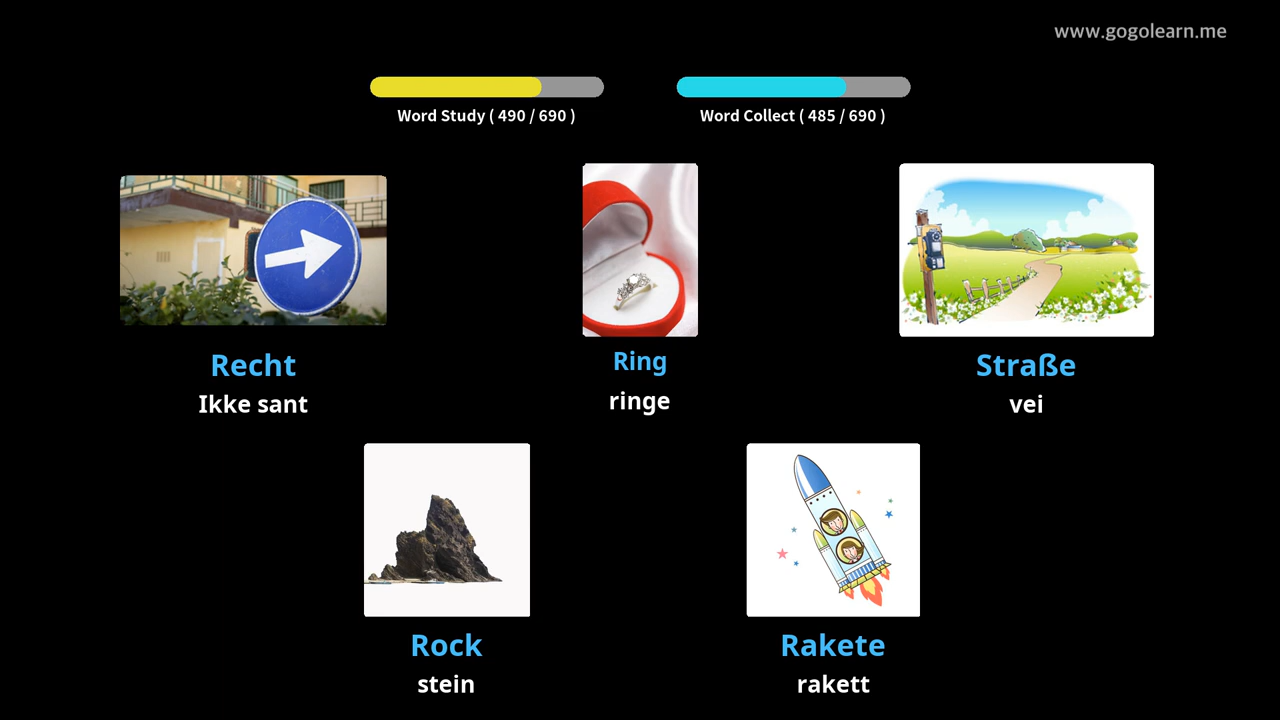 www.gogolearn.me
Word Study ( 490 / 690 )
Word Collect ( 485 / 690 )
Recht
Ikke sant
Ring
ringe
Straße
vei
Rock
stein
Rakete
rakett